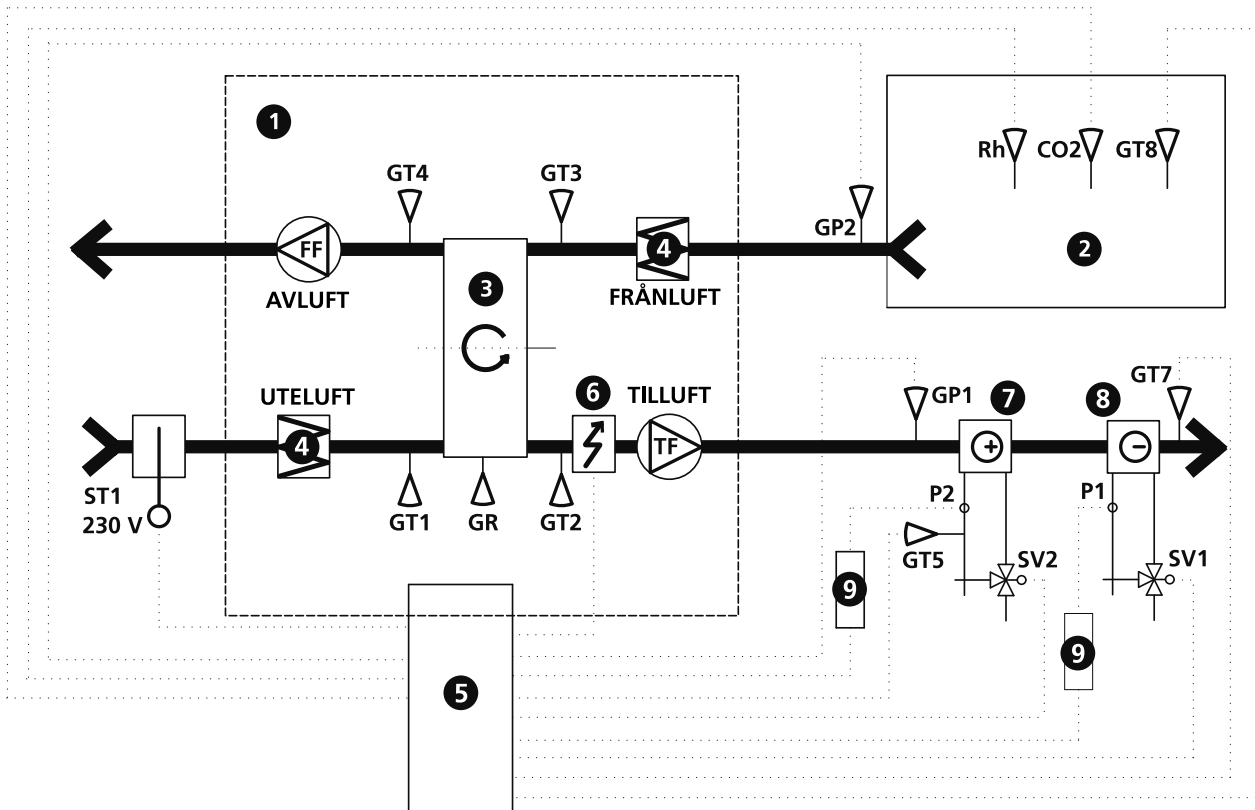 1
Rh
CO2
GT8
GT4
GT3
GP2
FF
4
2
AVLUFT
3
FRÅNLUFT
UTELUFT
6
TILLUFT
GP1
7
8
GT7
4
TF
ST1
230 V
GT1
GR
GT2
P2
P1
GT5
SV2
SV1
9
9
5